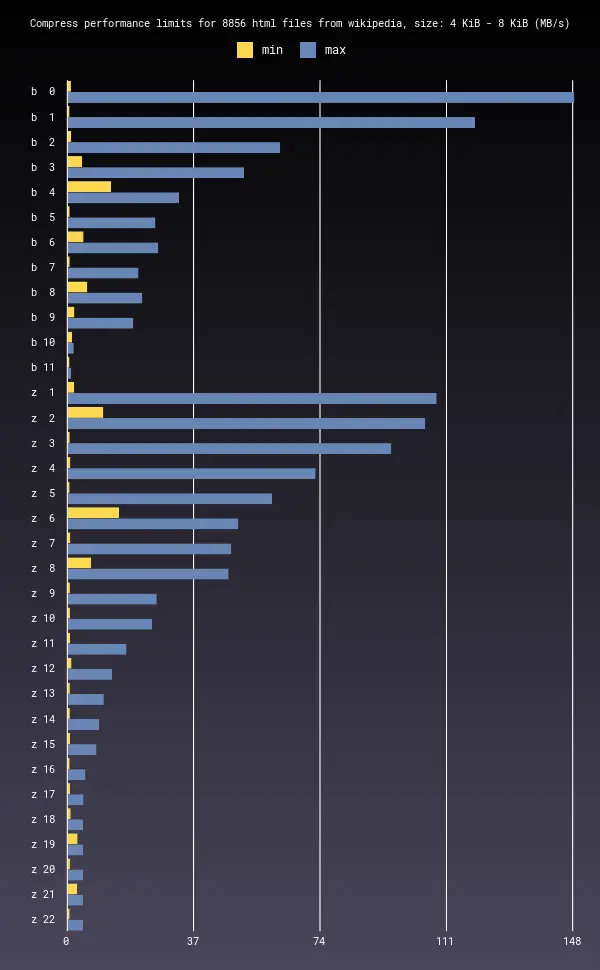 Compress performance limits for 8856 html files from wikipedia, size: 4 KiB - 8 KiB (MB/s)
min max
b 0
b 1
b 2
b 3
b 4
b 5
b 6
b 7
b 8
b 9
b 10
b 11
z 1
z 2
z 3
z 4
z 5
z 6
z 7
z 8
z 9
z 10
z 11
z 12
z 13
z 14
z 15
z 16
z 17
z 18
z 19
z 20
z 21
z 22
0 37 74 111 148